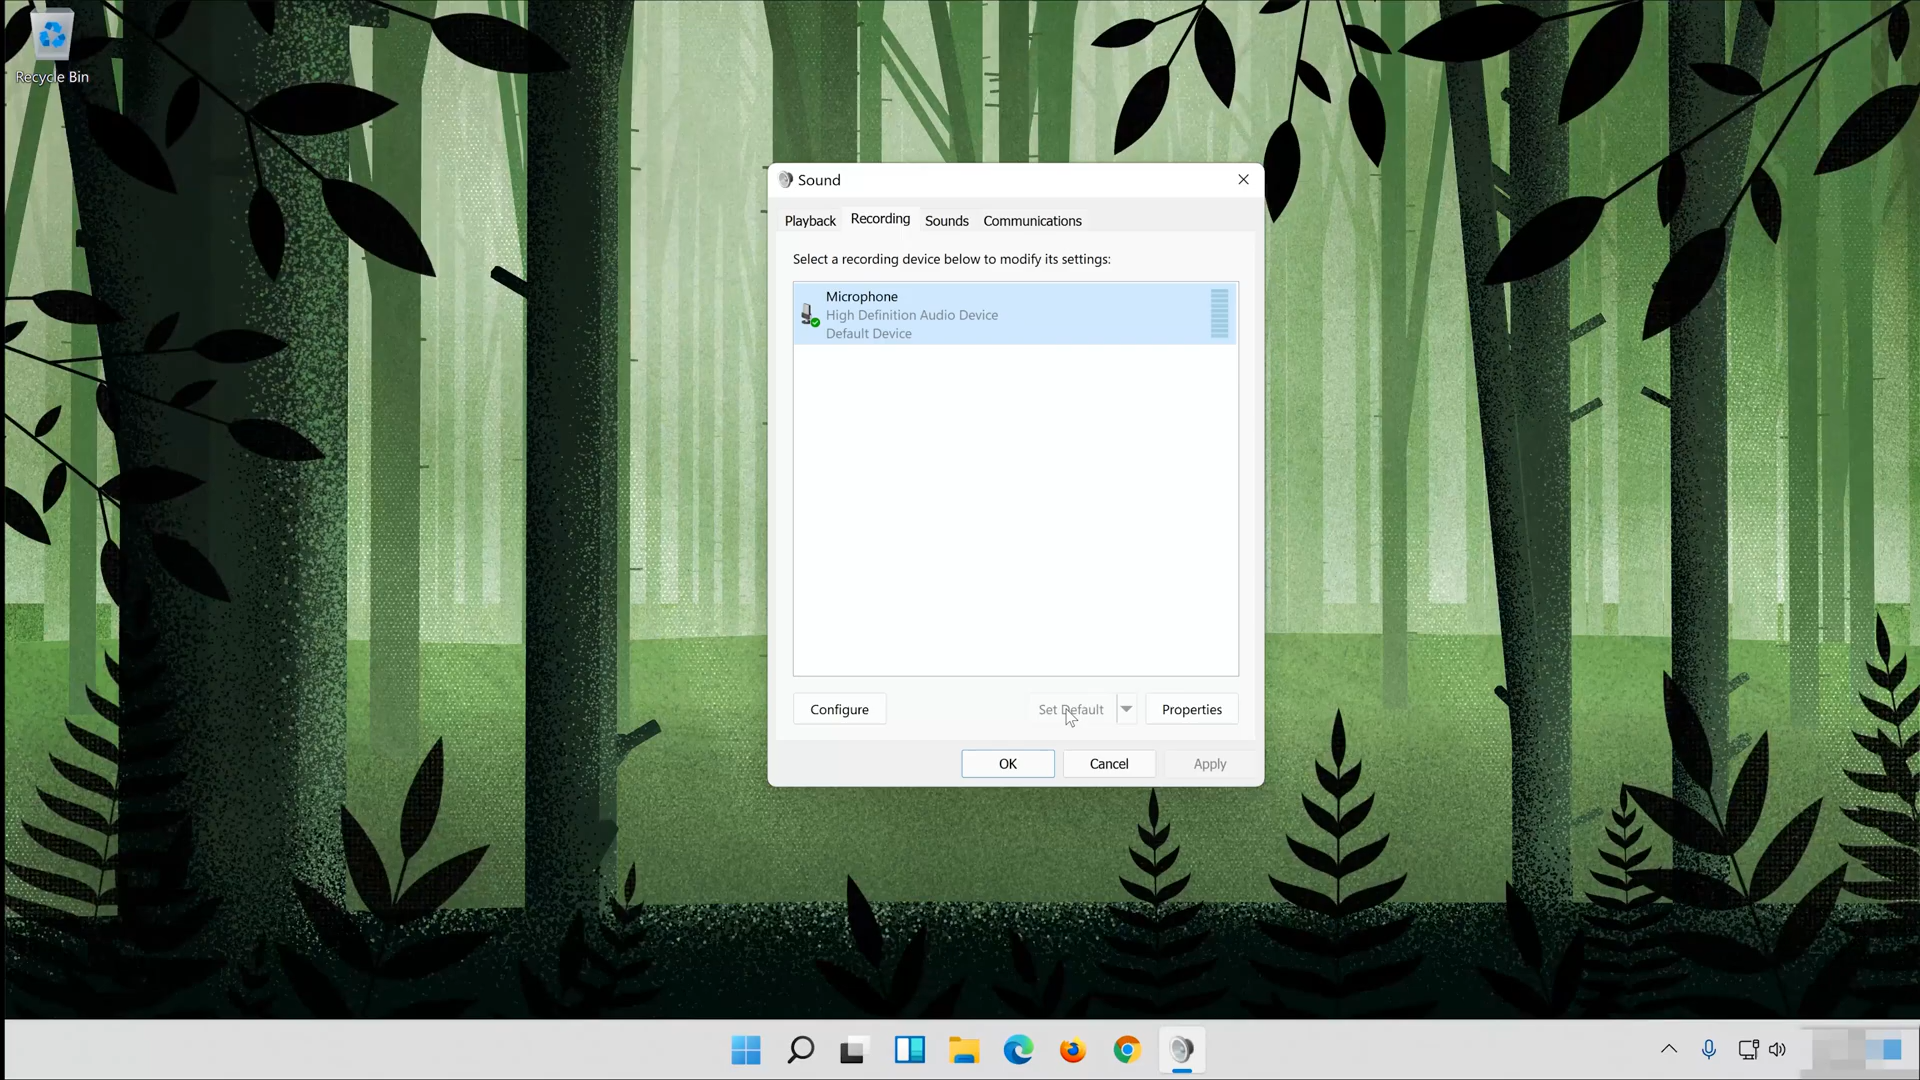 Recycle Bin
Sound
Playback
Recording
Sounds
Communications
Select a recording device below to modify its settings:
Microphone
High Definition Audio Device
Default Device
Configure
Set Default
Properties
OK
Cancel
Apply